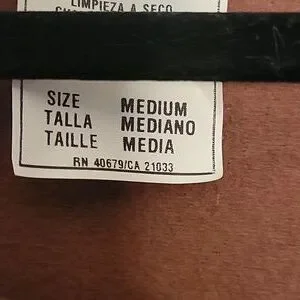 LIMPIEZA A SECO
SIZE MEDIUM
TALLA MEDIANO
TAILLE MEDIA
RN 40679/CA 21033